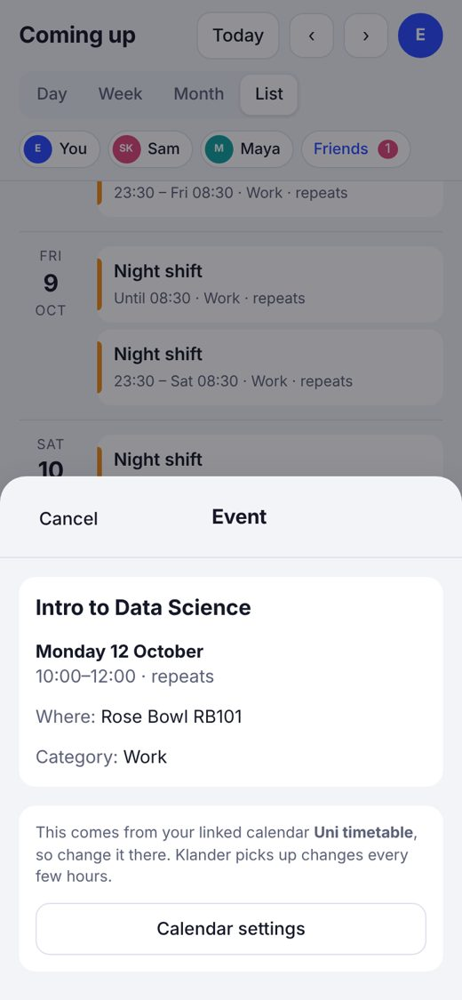 Coming up
Today
‹
›
E
Day
Week
Month
List
E
You
SK
Sam
M
Maya
Friends
1
23:30 – Fri 08:30 · Work · repeats
FRI
9
OCT
Night shift
Until 08:30 · Work · repeats
Night shift
23:30 – Sat 08:30 · Work · repeats
SAT
10
Night shift
Cancel
Event
Intro to Data Science
Monday 12 October
10:00–12:00 · repeats
Where: Rose Bowl RB101
Category: Work
This comes from your linked calendar Uni timetable,
so change it there. Klander picks up changes every
few hours.
Calendar settings